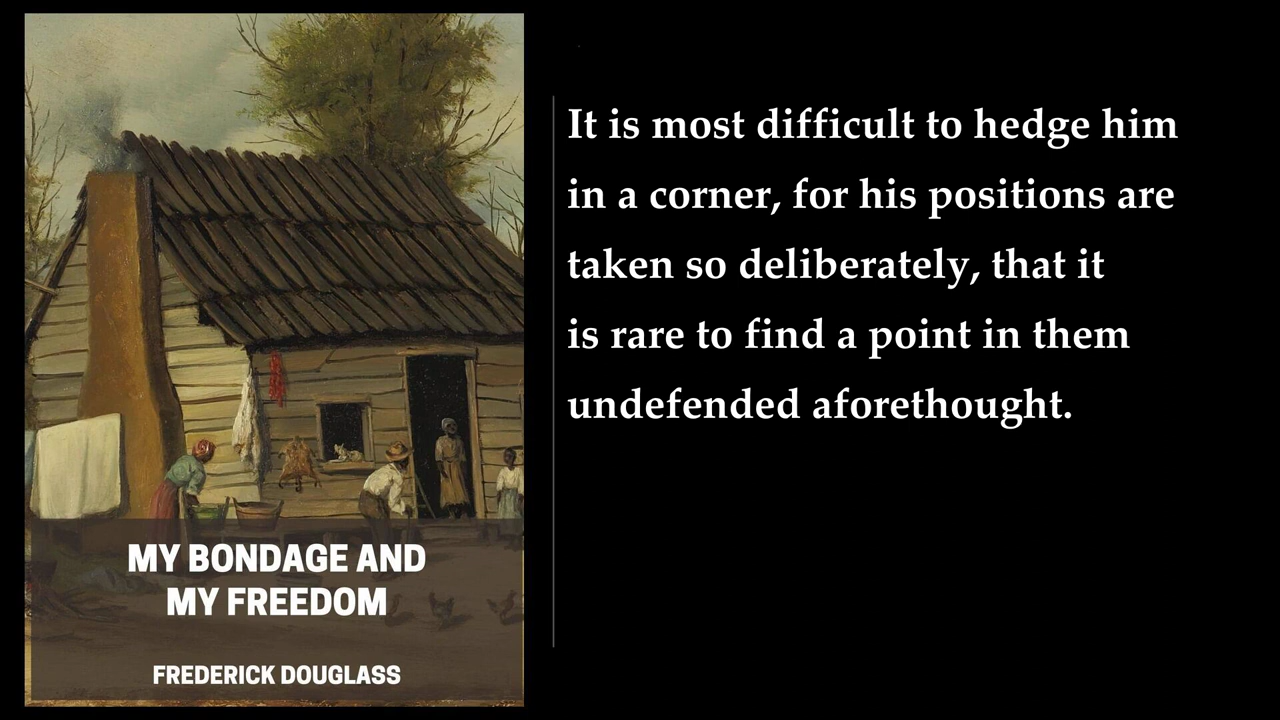 MY BONDAGE AND
MY FREEDOM
FREDERICK DOUGLASS
It is most difficult to hedge him
in a corner, for his positions are
taken so deliberately, that it
is rare to find a point in them
undefended aforethought.